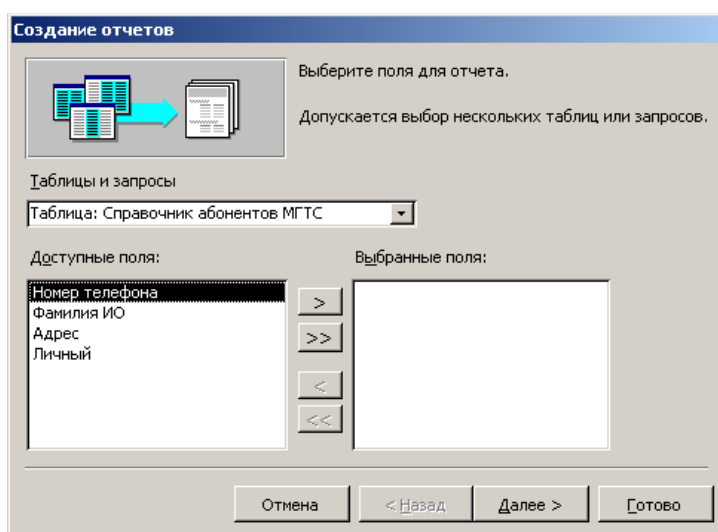 Создание отчетов
Выберите поля для отчета.
Допускается выбор нескольких таблиц или запросов.
Таблицы и запросы
Таблица: Справочник абонентов МГТС
Доступные поля:
Выбранные поля:
Номер телефона
Фамилия ИО
Адрес
Личный
>
>>
<
<<
Отмена
< Назад
Далее >
Готово